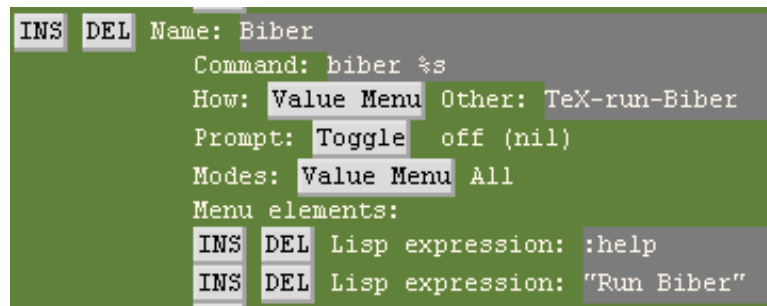 INS DEL Name: Biber
Command: biber %s
How: Value Menu Other: TeX-run-Biber
Prompt: Toggle off (nil)
Modes: Value Menu All
Menu elements:
INS DEL Lisp expression: :help
INS DEL Lisp expression: "Run Biber"